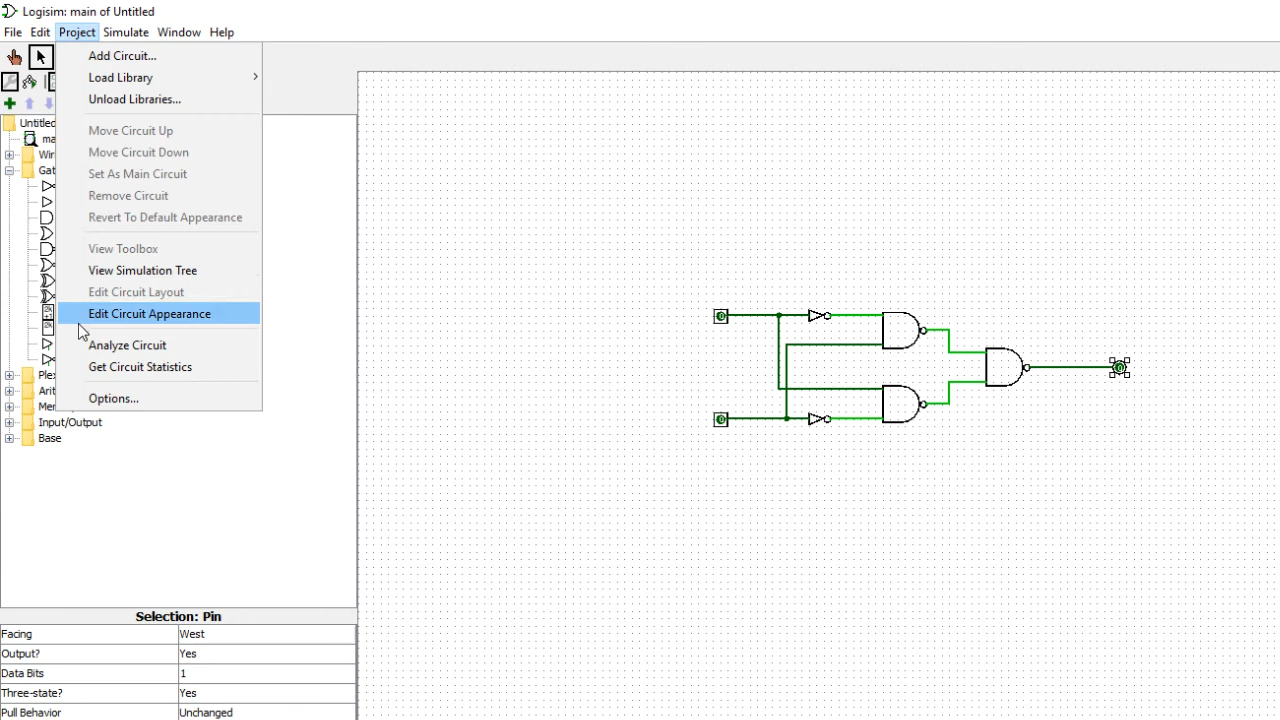 Logisim: main of Untitled
File Edit Project Simulate Window Help
Add Circuit...
Load Library
Unload Libraries...
Move Circuit Up
Move Circuit Down
Set As Main Circuit
Remove Circuit
Revert To Default Appearance
View Toolbox
View Simulation Tree
Edit Circuit Layout
Edit Circuit Appearance
Analyze Circuit
Get Circuit Statistics
Options...
Untitled
Input/Output
Base
Selection: Pin
Facing West
Output? Yes
Data Bits 1
Three-state? Yes
Pull Behavior Unchanged